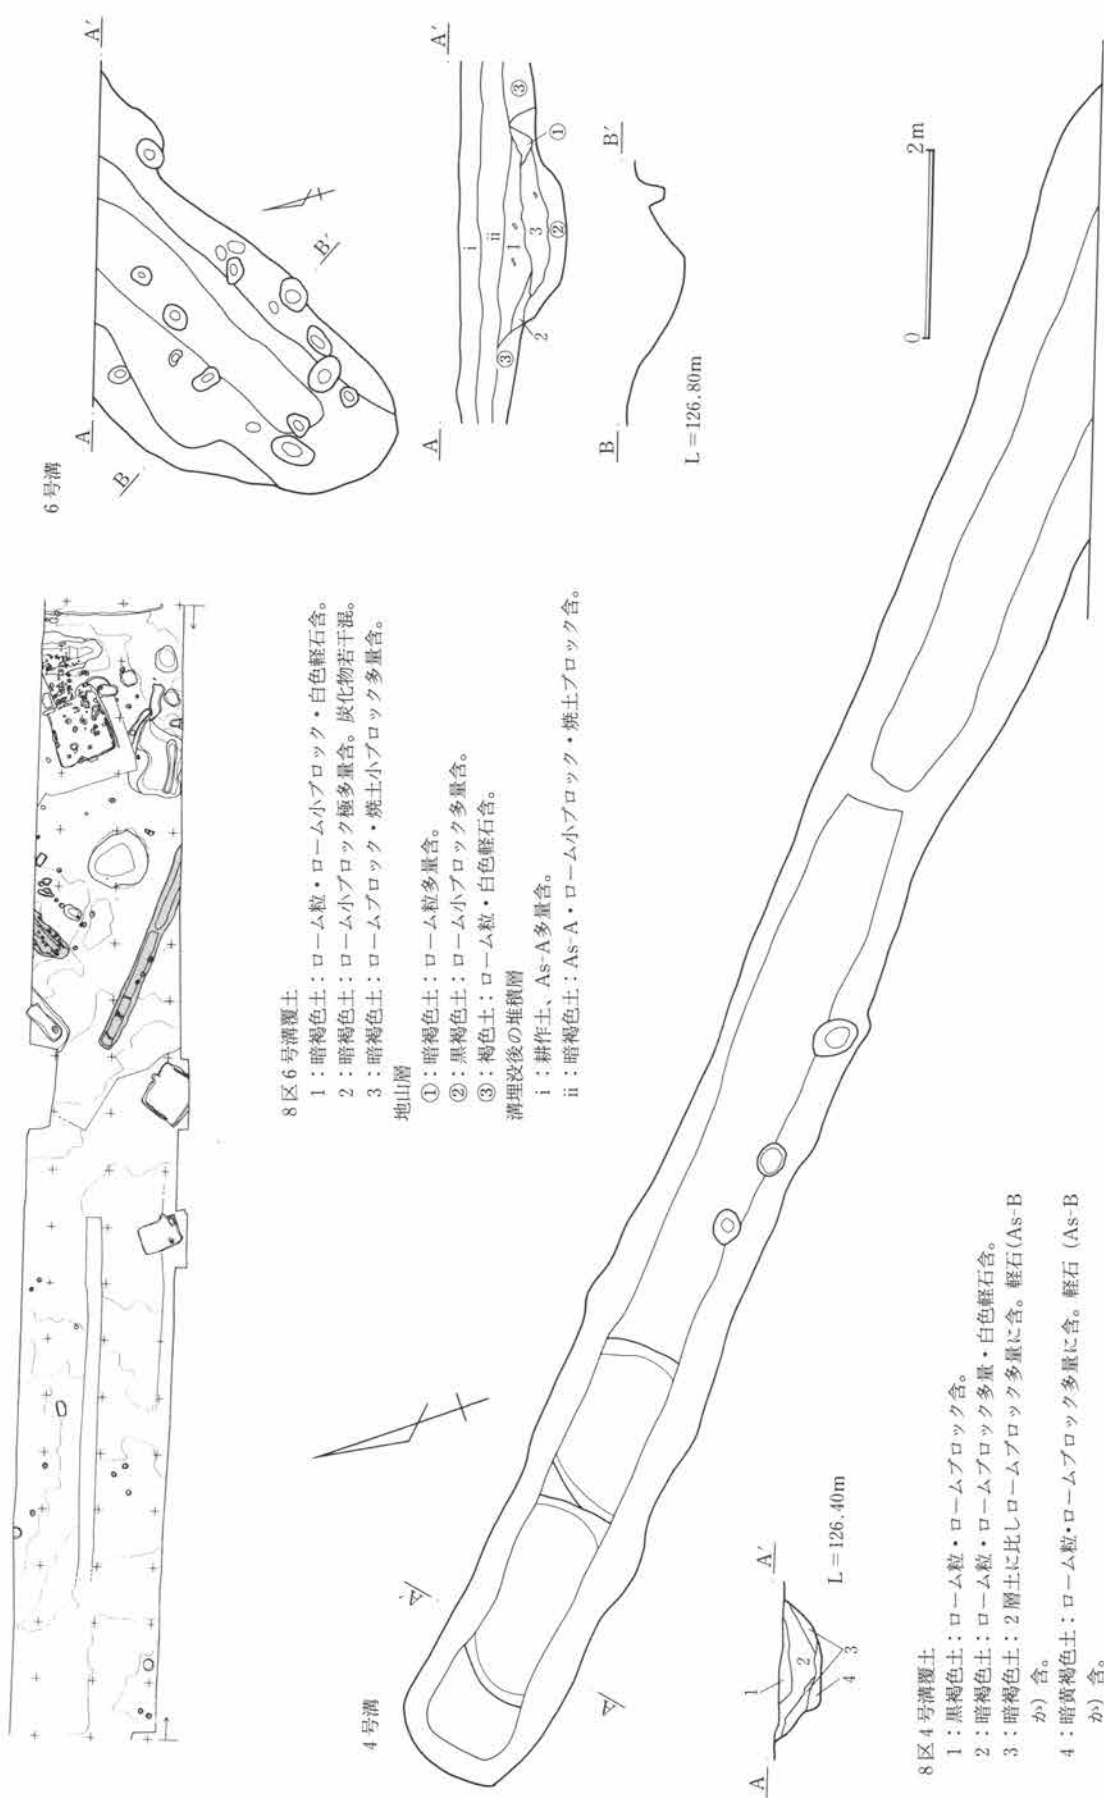 6号溝
A
A′
B
B′
A
A′
i
ii
1
3
②
2
③
③
①
B
B′
L＝126.80m
8区6号溝覆土
1：暗褐色土：ローム粒・ローム小ブロック・白色軽石含。
2：暗褐色土：ローム小ブロック極多量含。炭化物若干混。
3：暗褐色土：ロームブロック・焼土小ブロック多量含。
地山層
①：暗褐色土：ローム粒多量含。
②：黒褐色土：ローム小ブロック多量含。
③：褐色土：ローム粒・白色軽石含。
溝埋没後の堆積層
i：耕作土、As-A多量含。
ii：暗褐色土：As-A・ローム小ブロック・焼土ブロック含。
4号溝
A
A′
A
A′
1
2
3
4
L＝126.40m
0
2m
8区4号溝覆土
1：黒褐色土：ローム粒・ロームブロック含。
2：暗褐色土：ローム粒・ロームブロック多量・白色軽石含。
3：暗褐色土：2層土に比しロームブロック多量に含。軽石(As-B
か）含。
4：暗黄褐色土：ローム粒・ロームブロック多量に含。軽石（As-B
か）含。